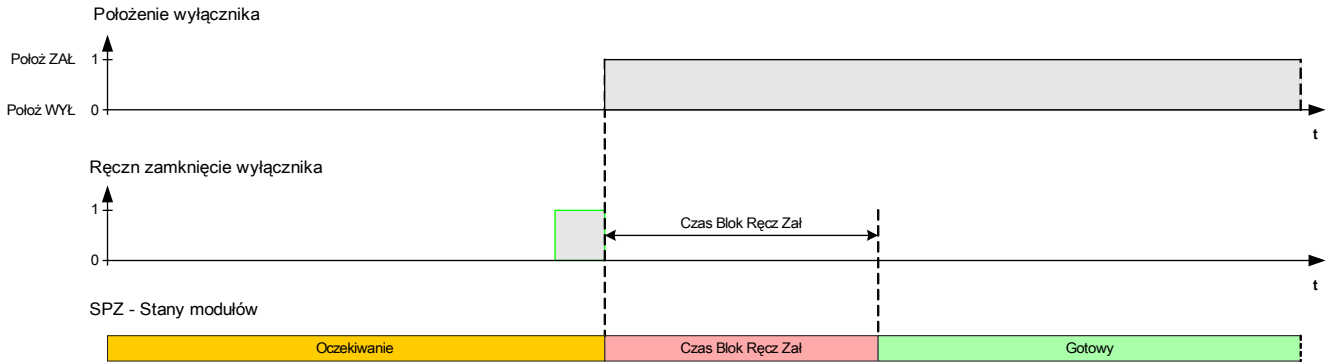 Położenie wyłącznika
Położ ZAŁ 1
Położ WYŁ 0
t
Ręczn zamknięcie wyłącznika
1
Czas Blok Ręcz Zał
0
t
SPZ - Stany modułów
Oczekiwanie Czas Blok Ręcz Zał Gotowy